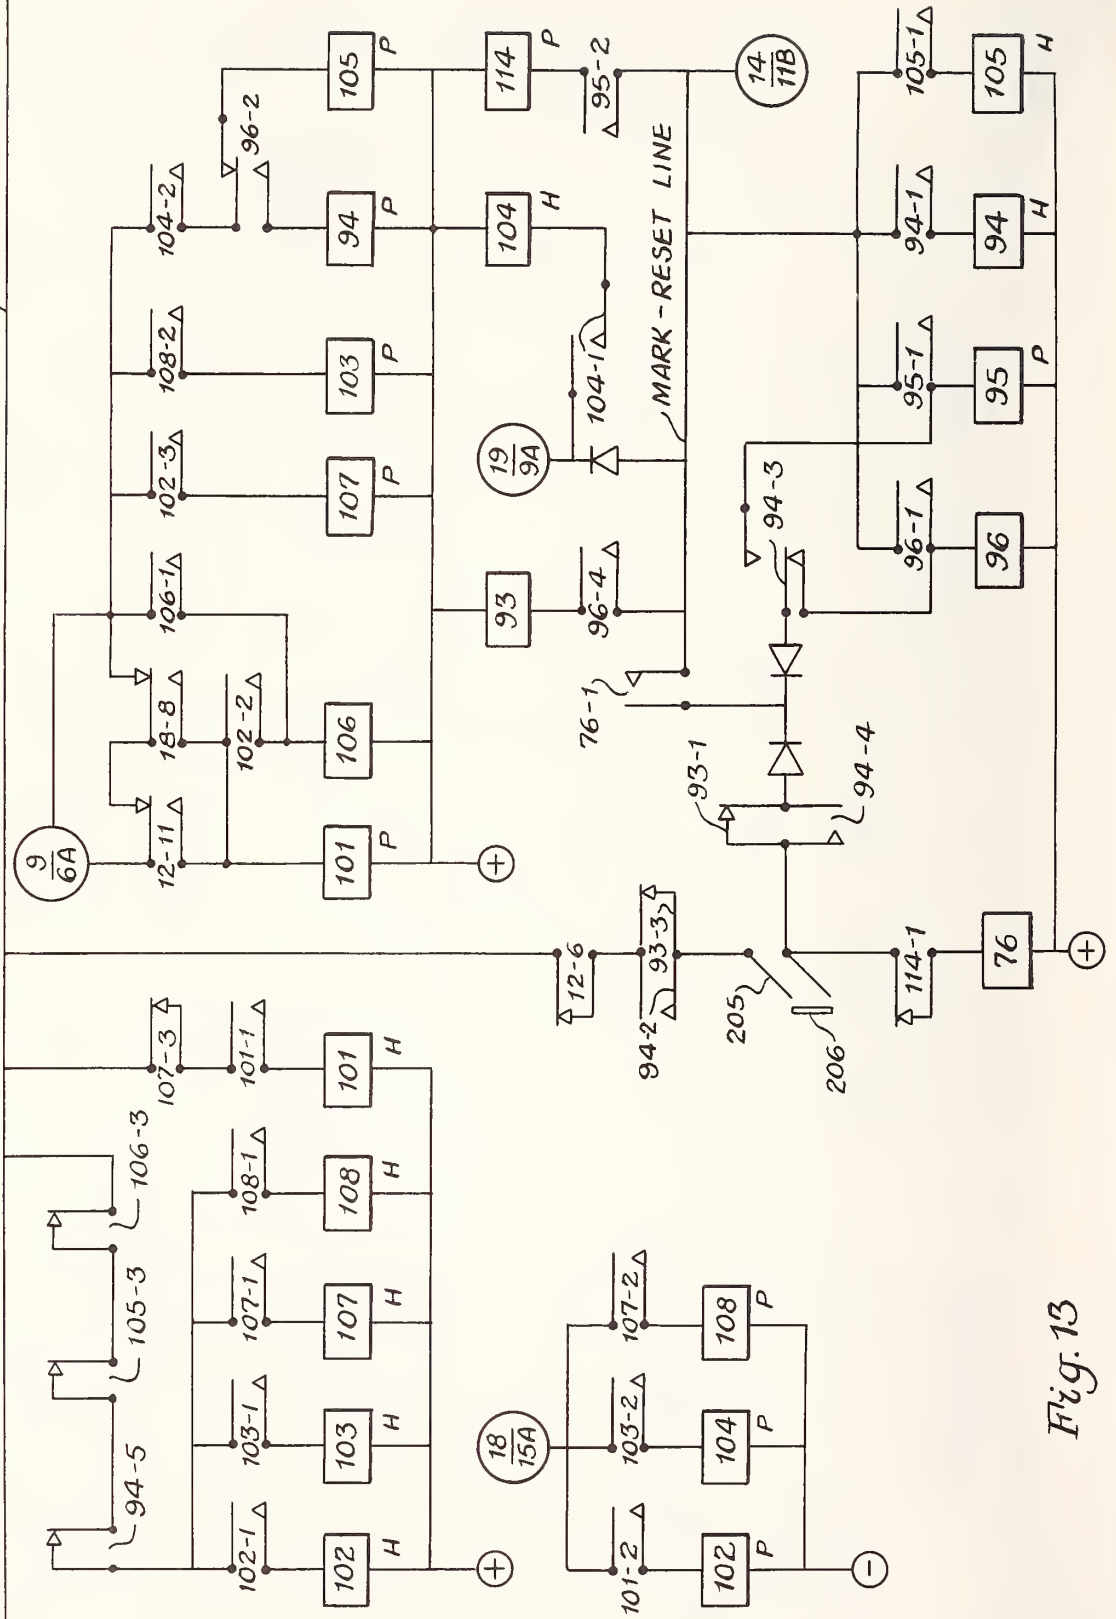 9
6A
94-5 105-3 106-3
107-3 12-11 18-8 106-1 102-3 108-2 104-2
102-1 103-1 107-1 108-1 101-1 102-2 96-2
102 103 107 108 101 101 106 107 103 94 105
H H H H H P P P P P
+ 18 + 93 19 104 114
15A 9A
H P
101-2 103-2 107-2 12-6 76-1 96-4 104-1 95-2
94-2 93-3 MARK-RESET LINE
102 104 108 205 93-1
P P P
14
11B
94-3
206 94-4
−
114-1 96-1 95-1 94-1 105-1
76 96 95 94 105
P H H
+
Fig. 13